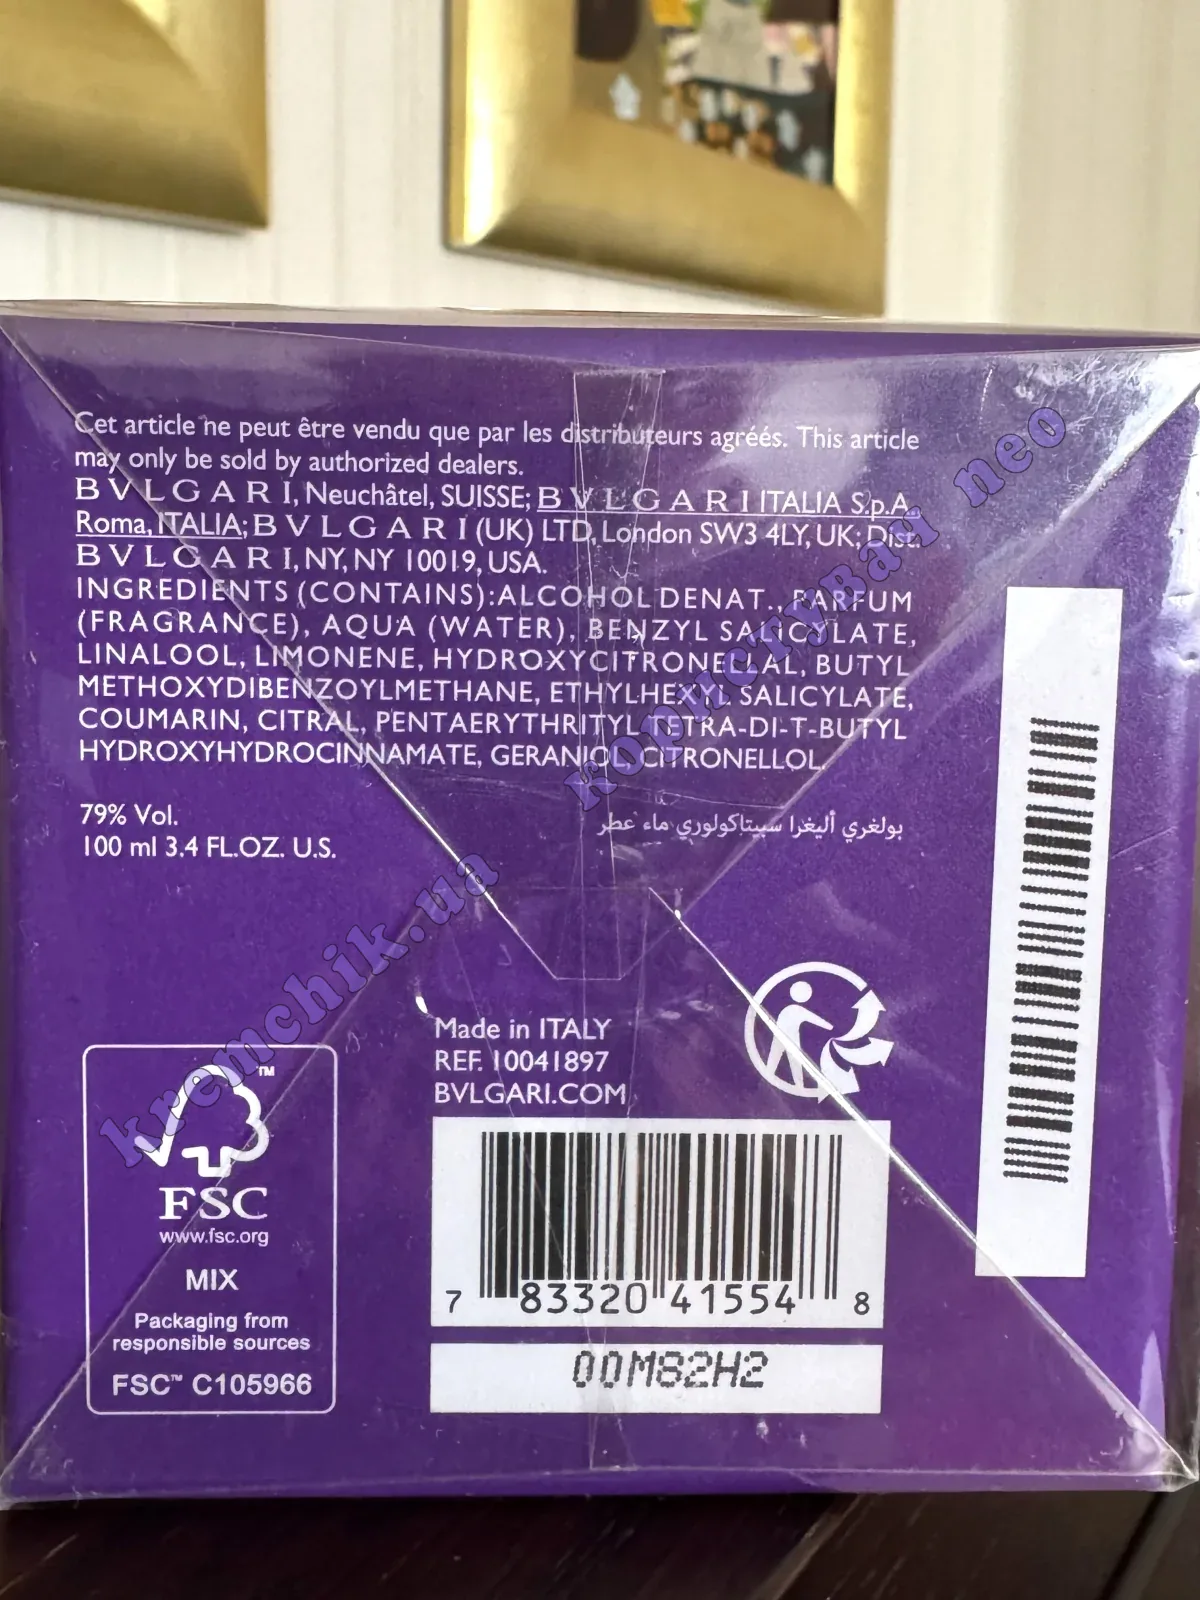 Cet article ne peut être vendu que par les distributeurs agréés. This article
may only be sold by authorized dealers.
BVLGARI, Neuchâtel, SUISSE; BVLGARI ITALIA S.p.A.
Roma, ITALIA; BVLGARI (UK) LTD, London SW3 4LY, UK; Dist.
BVLGARI, NY, NY 10019, USA.
INGREDIENTS (CONTAINS): ALCOHOL DENAT., PARFUM
(FRAGRANCE), AQUA (WATER), BENZYL SALICYLATE,
LINALOOL, LIMONENE, HYDROXYCITRONELLAL, BUTYL
METHOXYDIBENZOYLMETHANE, ETHYLHEXYL SALICYLATE,
COUMARIN, CITRAL, PENTAERYTHRITYL TETRA-DI-T-BUTYL
HYDROXYHYDROCINNAMATE, GERANIOL, CITRONELLOL.
79% Vol.
100 ml 3.4 FL.OZ. U.S.
بولغري أليغرا سبيتاكولوري ماء عطر
Made in ITALY
REF. 10041897
BVLGARI.COM
7 83320 41554 8
00M82H2
TM
FSC
www.fsc.org
MIX
Packaging from
responsible sources
FSC™ C105966
kremchik.ua користувач neo